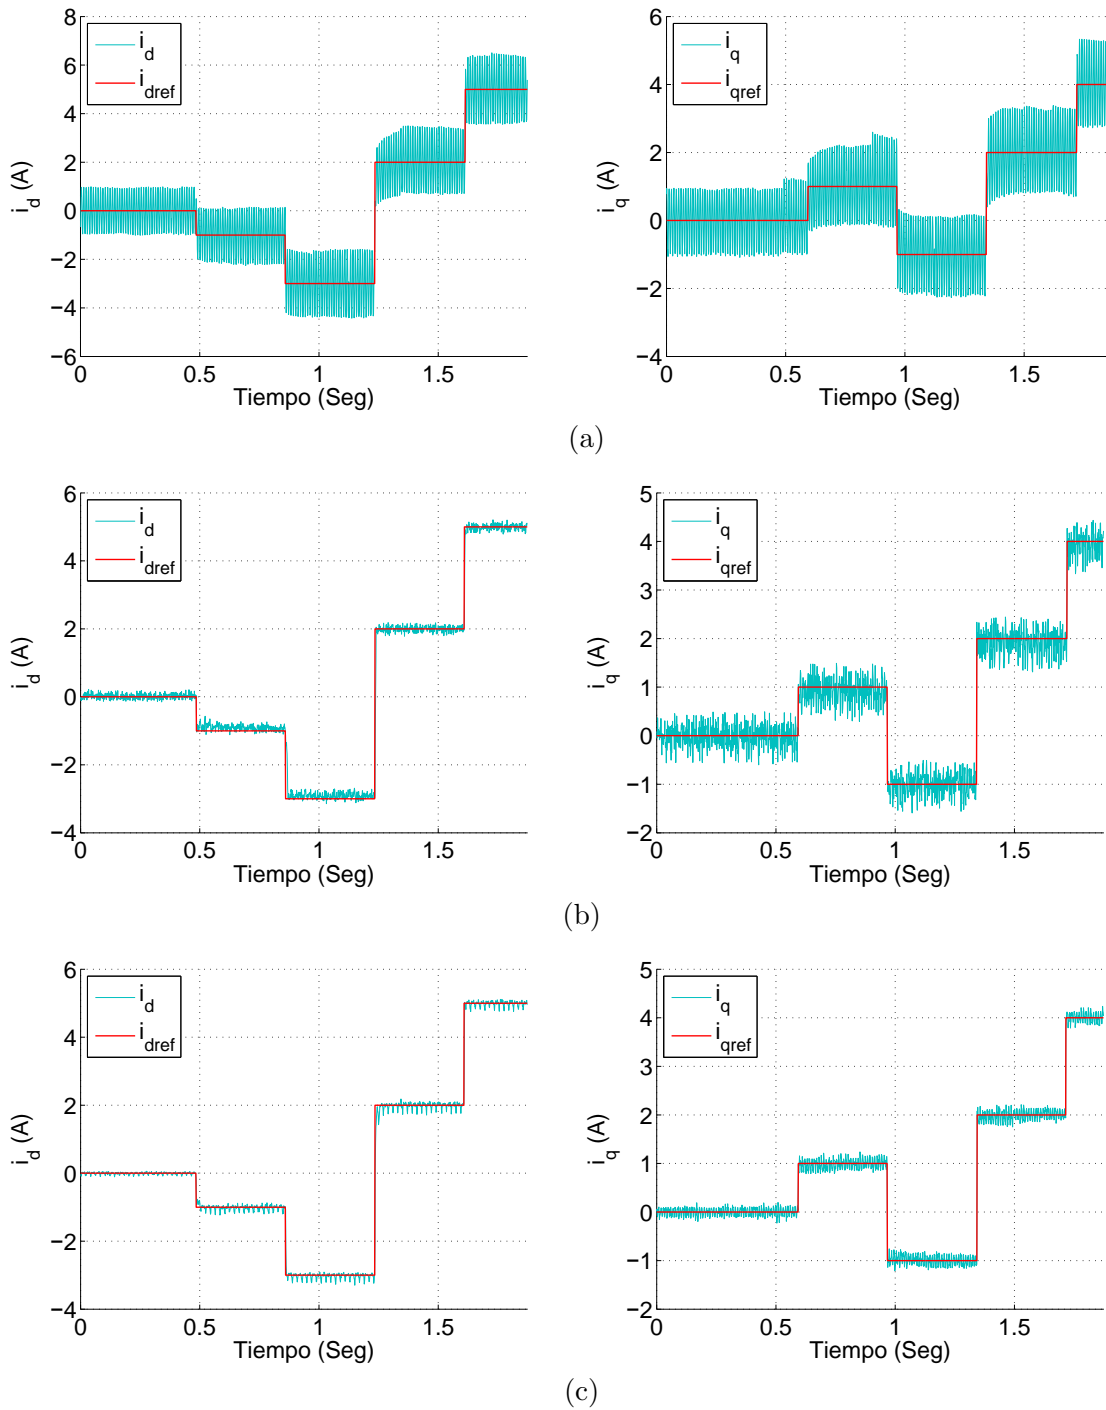 i_d (A)
8
6
4
2
0
−2
−4
−6
i_d
i_dref
0
0.5
1
1.5
Tiempo (Seg)
i_q (A)
6
4
2
0
−2
−4
i_q
i_qref
0
0.5
1
1.5
Tiempo (Seg)
(a)
i_d (A)
6
4
2
0
−2
−4
i_d
i_dref
0
0.5
1
1.5
Tiempo (Seg)
i_q (A)
5
4
3
2
1
0
−1
−2
i_q
i_qref
0
0.5
1
1.5
Tiempo (Seg)
(b)
i_d (A)
6
4
2
0
−2
−4
i_d
i_dref
0
0.5
1
1.5
Tiempo (Seg)
i_q (A)
5
4
3
2
1
0
−1
−2
i_q
i_qref
0
0.5
1
1.5
Tiempo (Seg)
(c)